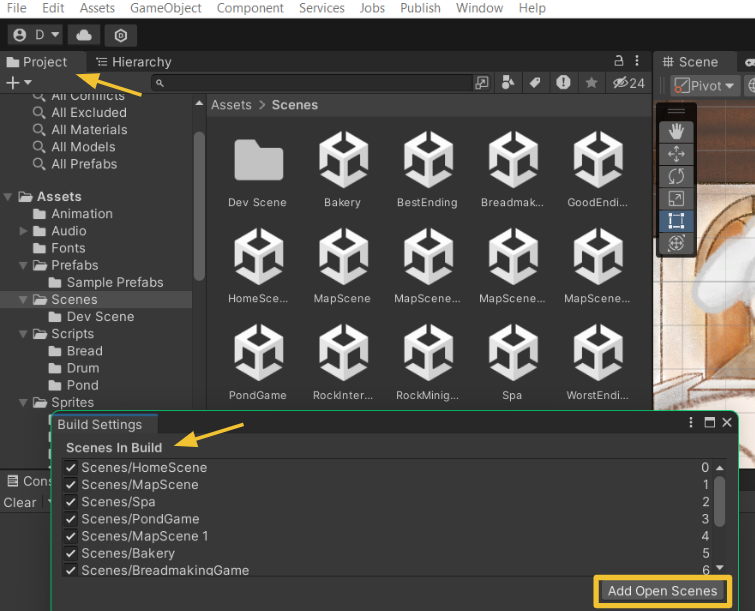 File Edit Assets GameObject Component Services Jobs Publish Window Help
D
Project Hierarchy
24
Scene
Pivot
All Conflicts
All Excluded
All Materials
All Models
All Prefabs
Assets
Animation
Audio
Fonts
Prefabs
Sample Prefabs
Scenes
Dev Scene
Scripts
Bread
Drum
Pond
Sprites
Assets > Scenes
Dev Scene Bakery BestEnding Breadmak... GoodEndi...
HomeSce... MapScene MapScene... MapScene... MapScene...
PondGame RockInter... RockMinig... Spa WorstEndi...
Cons
Clear
Build Settings
Scenes In Build
Scenes/HomeScene 0
Scenes/MapScene 1
Scenes/Spa 2
Scenes/PondGame 3
Scenes/MapScene 1 4
Scenes/Bakery 5
Scenes/BreadmakingGame 6
Add Open Scenes